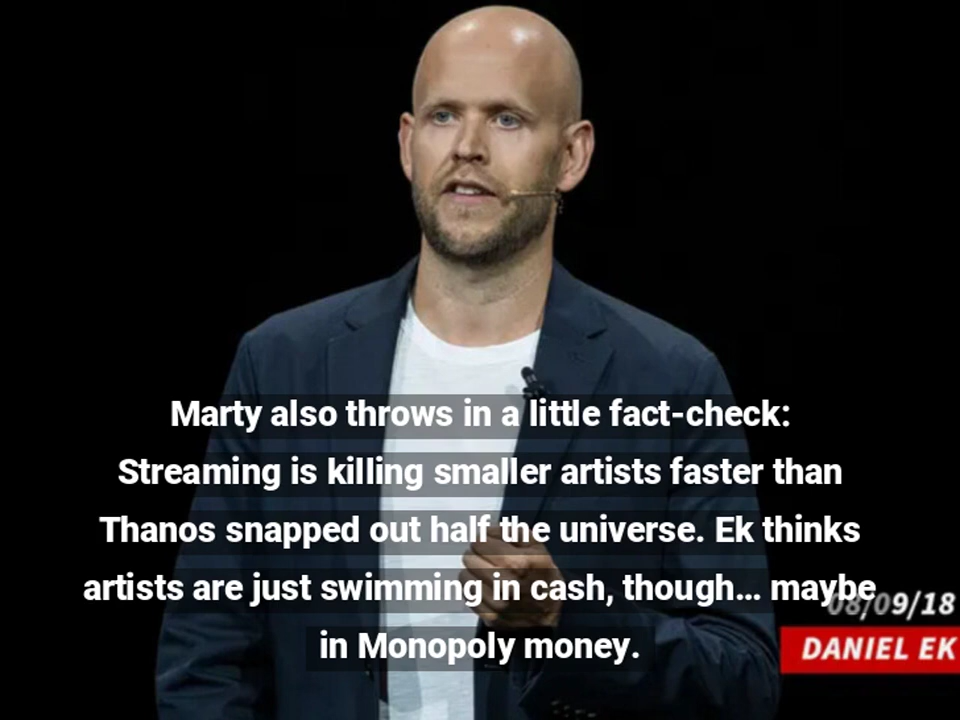 Marty also throws in a little fact-check:
Streaming is killing smaller artists faster than
Thanos snapped out half the universe. Ek thinks
artists are just swimming in cash, though... maybe
in Monopoly money.
08/09/18
DANIEL EK